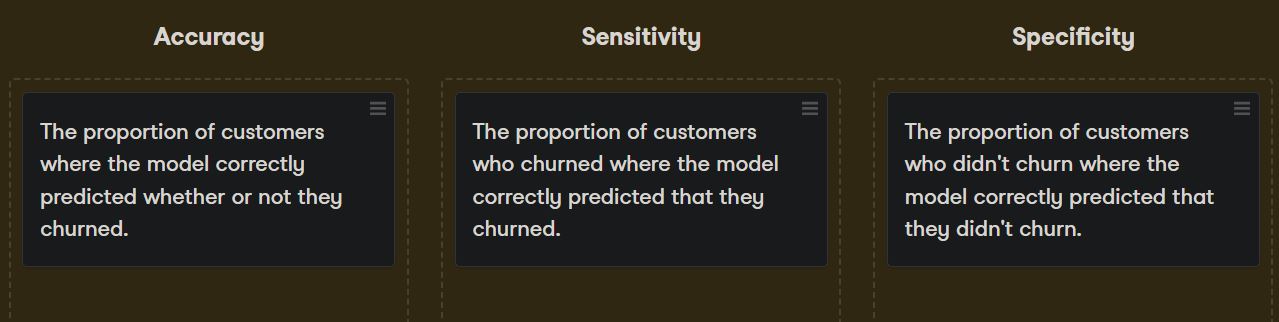 Accuracy
Sensitivity
Specificity
The proportion of customers
where the model correctly
predicted whether or not they
churned.
The proportion of customers
who churned where the model
correctly predicted that they
churned.
The proportion of customers
who didn't churn where the
model correctly predicted that
they didn't churn.